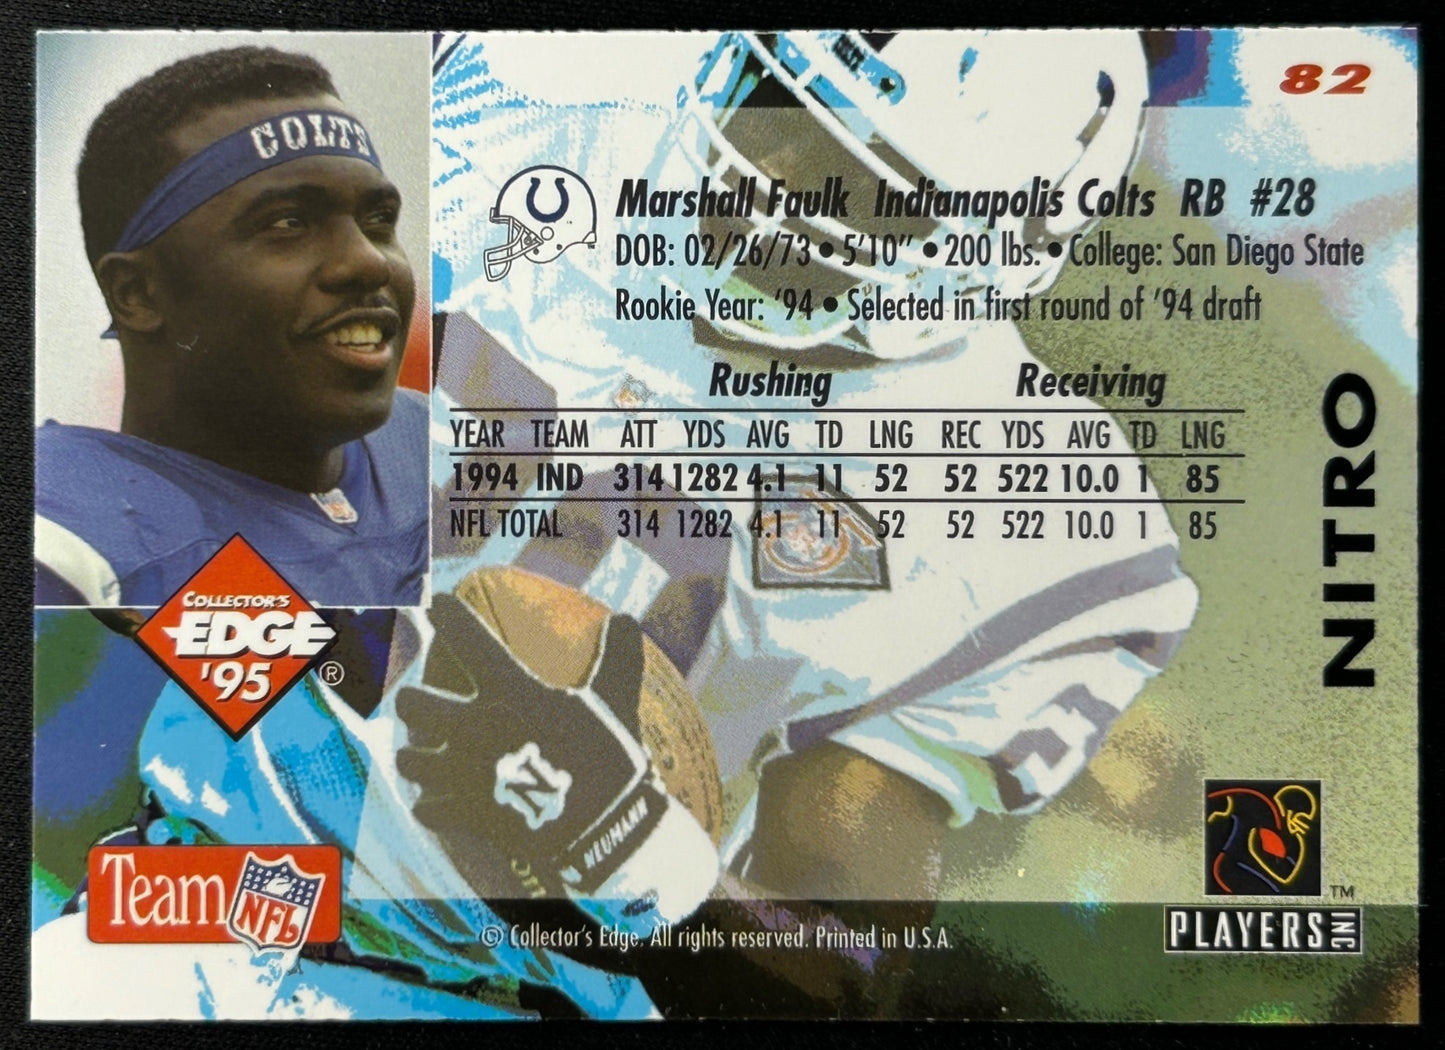 82
COLTS
Marshall Faulk Indianapolis Colts RB #28
DOB: 02/26/73 • 5'10" • 200 lbs. • College: San Diego State
Rookie Year: '94 • Selected in first round of '94 draft
Rushing Receiving
YEAR TEAM ATT YDS AVG TD LNG REC YDS AVG TD LNG
1994 IND 314 1282 4.1 11 52 52 522 10.0 1 85
NFL TOTAL 314 1282 4.1 11 52 52 522 10.0 1 85
NITRO
COLLECTOR'S
EDGE
'95
®
N
NEUMANN
Team NFL
© Collector's Edge. All rights reserved. Printed in U.S.A.
TM
PLAYERS INC